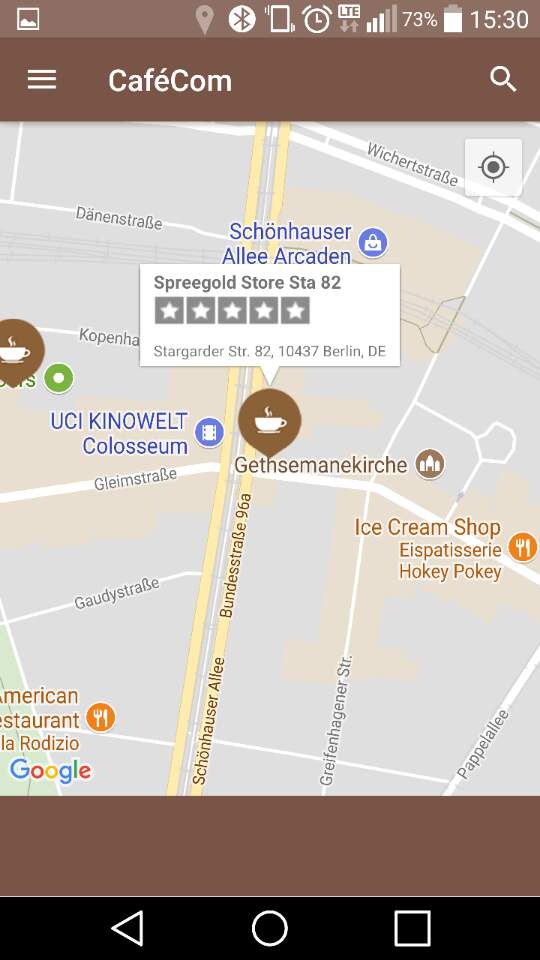 LTE
73%
15:30
CaféCom
Wichertstraße
Dänenstraße
Schönhauser
Allee Arcaden
Spreegold Store Sta 82
Stargarder Str. 82, 10437 Berlin, DE
Kopenha
UCI KINOWELT
Colosseum
Gethsemanekirche
Gleimstraße
Bundesstraße 96a
Ice Cream Shop
Eispatisserie
Hokey Pokey
Gaudystraße
Schönhauser Allee
Greifenhagener Str.
Pappelallee
American
estaurant
la Rodizio
Google